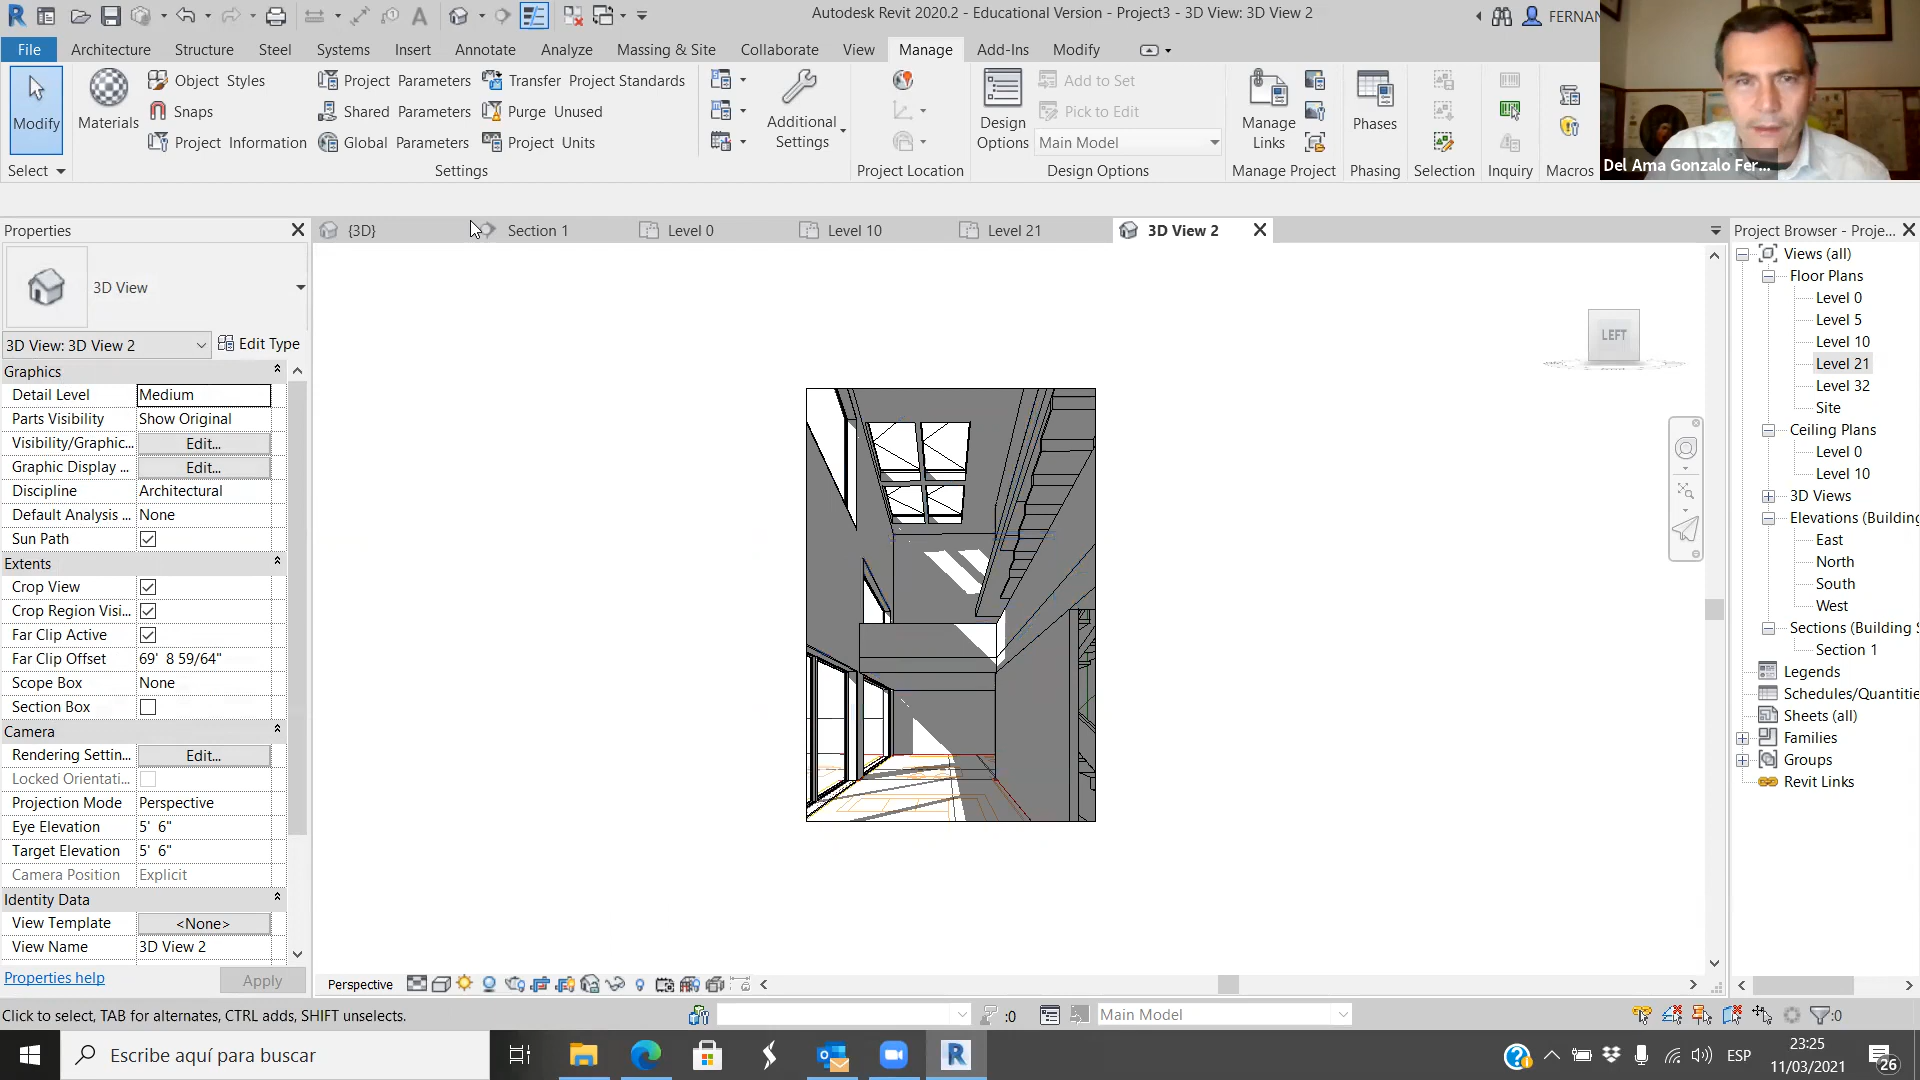 Autodesk Revit 2020.2 - Educational Version - Project3 - 3D View: 3D View 2
FERNAN
File Architecture Structure Steel Systems Insert Annotate Analyze Massing & Site Collaborate View Manage Add-Ins Modify
Modify
Materials
Object Styles
Snaps
Project Information
Project Parameters
Shared Parameters
Global Parameters
Transfer Project Standards
Purge Unused
Project Units
Additional Settings
Design Options
Add to Set
Pick to Edit
Main Model
Manage Links
Phases
Select
Settings
Project Location
Design Options
Manage Project
Phasing
Selection
Inquiry
Macros
Del Ama Gonzalo Fer...
Properties
{3D}
Section 1
Level 0
Level 10
Level 21
3D View 2
Project Browser - Proje...
3D View
3D View: 3D View 2
Edit Type
Graphics
Detail Level Medium
Parts Visibility Show Original
Visibility/Graphic... Edit...
Graphic Display ... Edit...
Discipline Architectural
Default Analysis ... None
Sun Path
Extents
Crop View
Crop Region Visi...
Far Clip Active
Far Clip Offset 69' 8 59/64"
Scope Box None
Section Box
Camera
Rendering Settin... Edit...
Locked Orientati...
Projection Mode Perspective
Eye Elevation 5' 6"
Target Elevation 5' 6"
Camera Position Explicit
Identity Data
View Template <None>
View Name 3D View 2
Properties help
Apply
LEFT
Views (all)
Floor Plans
Level 0
Level 5
Level 10
Level 21
Level 32
Site
Ceiling Plans
Level 0
Level 10
3D Views
Elevations (Building
East
North
South
West
Sections (Building S
Section 1
Legends
Schedules/Quantitie
Sheets (all)
Families
Groups
Revit Links
Perspective
Click to select, TAB for alternates, CTRL adds, SHIFT unselects.
:0
Main Model
:0
Escribe aquí para buscar
ESP
23:25
11/03/2021
26